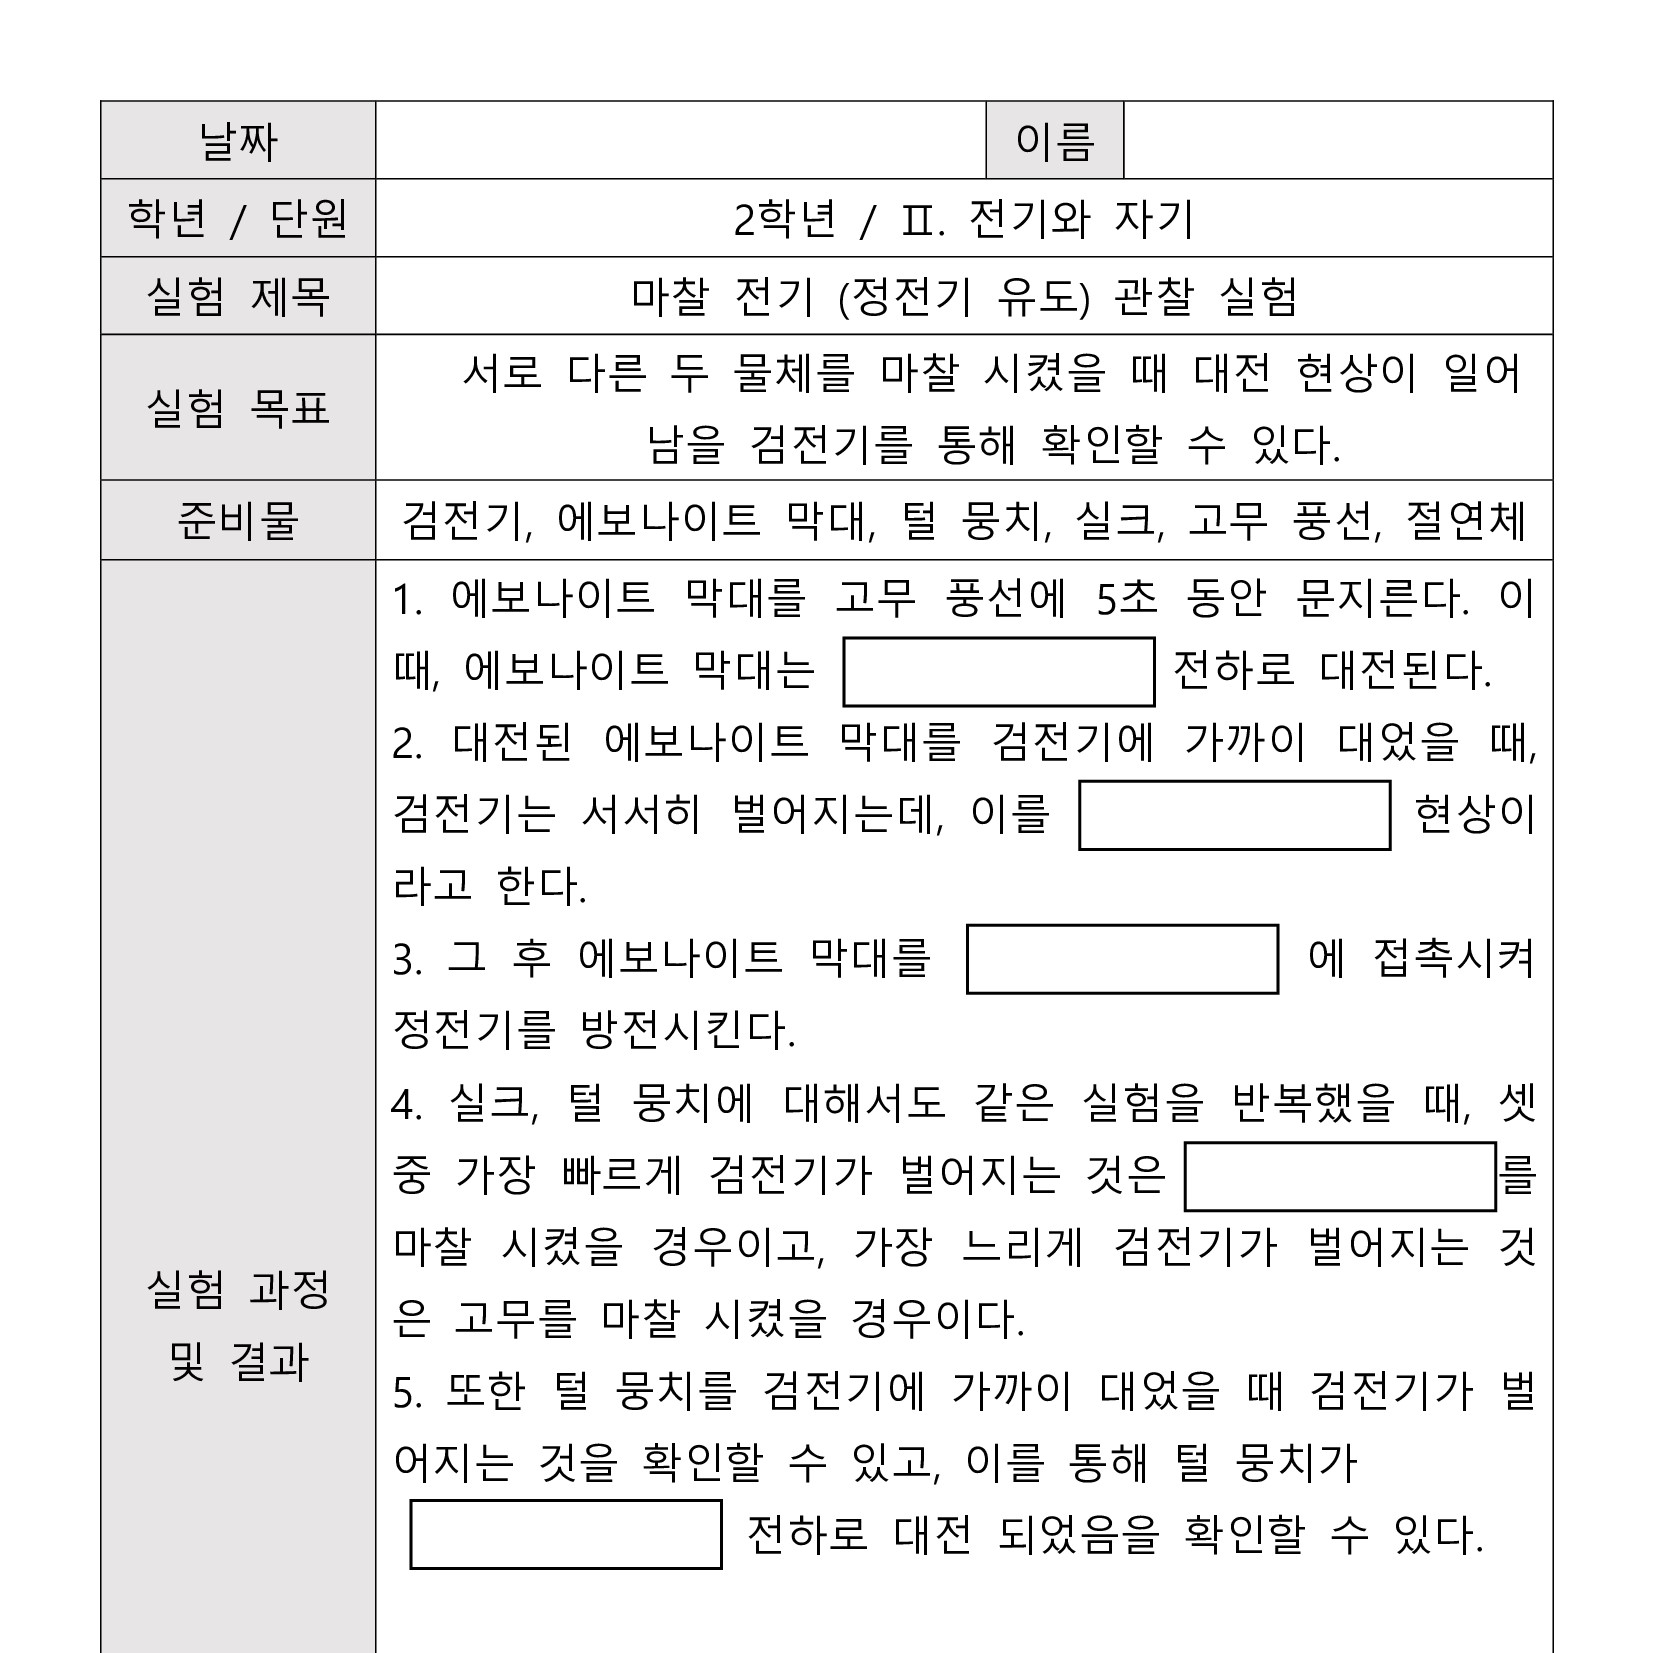 날짜 이름
학년 / 단원 2학년 / Ⅱ. 전기와 자기
실험 제목 마찰 전기 (정전기 유도) 관찰 실험
실험 목표 서로 다른 두 물체를 마찰 시켰을 때 대전 현상이 일어
남을 검전기를 통해 확인할 수 있다.
준비물 검전기, 에보나이트 막대, 털 뭉치, 실크, 고무 풍선, 절연체
1. 에보나이트 막대를 고무 풍선에 5초 동안 문지른다. 이
때, 에보나이트 막대는 전하로 대전된다.
2. 대전된 에보나이트 막대를 검전기에 가까이 대었을 때,
검전기는 서서히 벌어지는데, 이를 현상이
라고 한다.
3. 그 후 에보나이트 막대를 에 접촉시켜
정전기를 방전시킨다.
4. 실크, 털 뭉치에 대해서도 같은 실험을 반복했을 때, 셋
중 가장 빠르게 검전기가 벌어지는 것은 를
마찰 시켰을 경우이고, 가장 느리게 검전기가 벌어지는 것
은 고무를 마찰 시켰을 경우이다.
5. 또한 털 뭉치를 검전기에 가까이 대었을 때 검전기가 벌
어지는 것을 확인할 수 있고, 이를 통해 털 뭉치가
전하로 대전 되었음을 확인할 수 있다.
실험 과정
및 결과